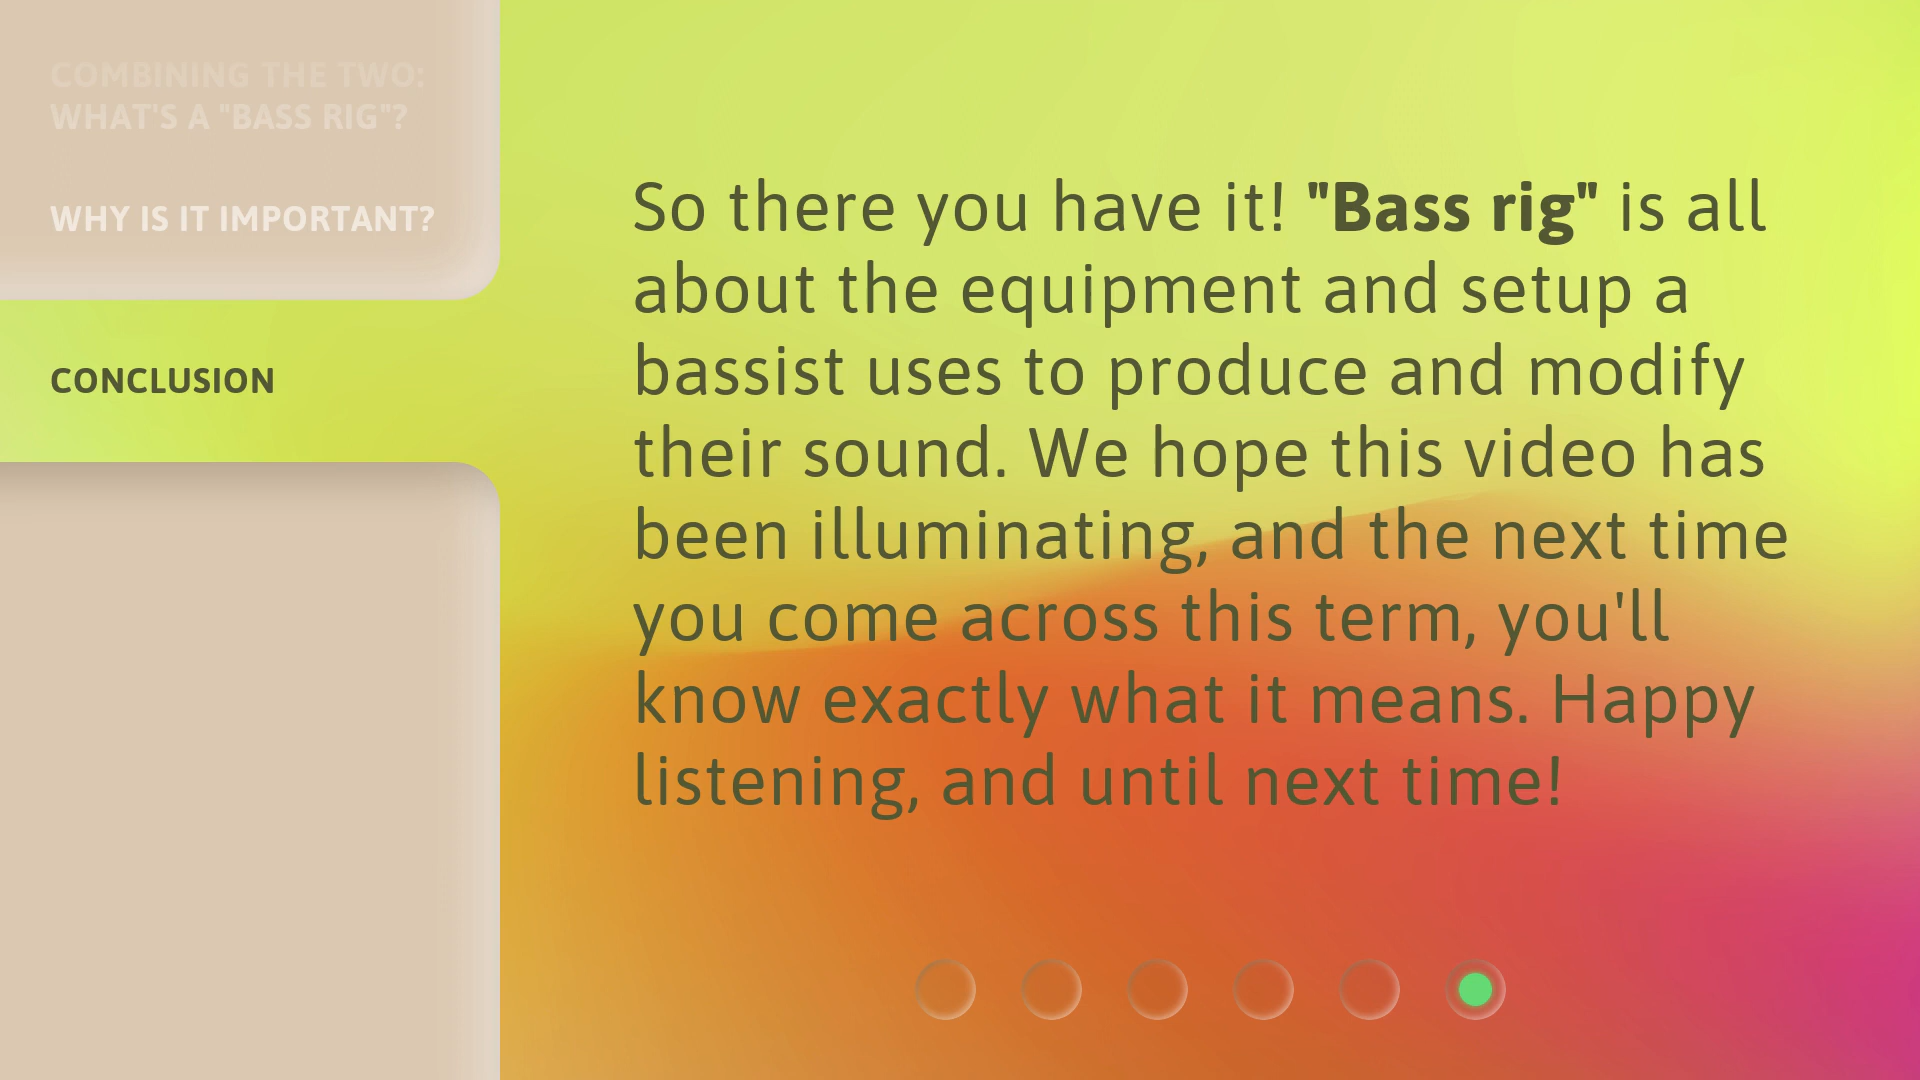 COMBINING THE TWO:
WHAT'S A "BASS RIG"?
WHY IS IT IMPORTANT?
CONCLUSION
So there you have it! "Bass rig" is all
about the equipment and setup a
bassist uses to produce and modify
their sound. We hope this video has
been illuminating, and the next time
you come across this term, you'll
know exactly what it means. Happy
listening, and until next time!